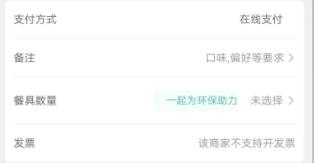 支付方式 在线支付
备注 口味,偏好等要求 >
餐具数量 一起为环保助力 未选择 >
发票 该商家不支持开发票